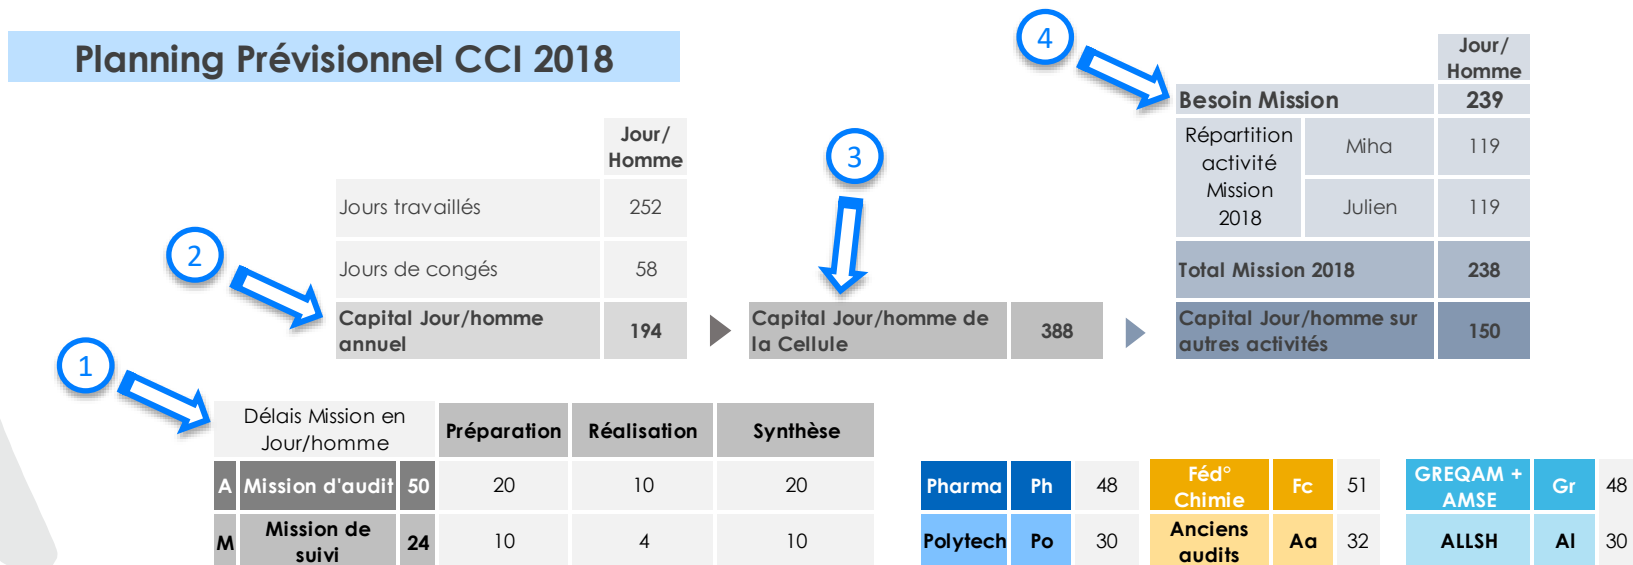 Planning Prévisionnel CCI 2018
4
Jour/
Homme
Besoin Mission 239
Répartition
activité
Mission
2018
Miha 119
Julien 119
Total Mission 2018 238
Capital Jour/homme sur
autres activités
150
3
Capital Jour/homme de
la Cellule
388
Jour/
Homme
Jours travaillés 252
Jours de congés 58
2
Capital Jour/homme
annuel
194
1
Délais Mission en
Jour/homme
Préparation Réalisation Synthèse
A Mission d'audit 50 20 10 20
M Mission de
suivi
24 10 4 10
Pharma Ph 48
Polytech Po 30
Féd°
Chimie
Fc 51
Anciens
audits
Aa 32
GREQAM +
AMSE
Gr 48
ALLSH Al 30